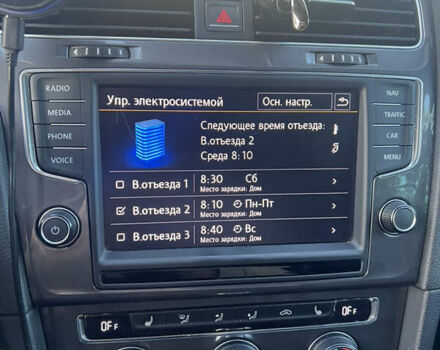 RADIO
MEDIA
PHONE
VOICE
NAV
TRAFFIC
CAR
MENU
Упр. электросистемой
Осн. настр.
Следующее время отъезда:
В.отъезда 2
Среда 8:10
В.отъезда 1 8:30 Сб
Место зарядки: Дом
В.отъезда 2 8:10 Пн-Пт
Место зарядки: Дом
В.отъезда 3 8:40 Вс
Место зарядки: Дом
OFF
OFF